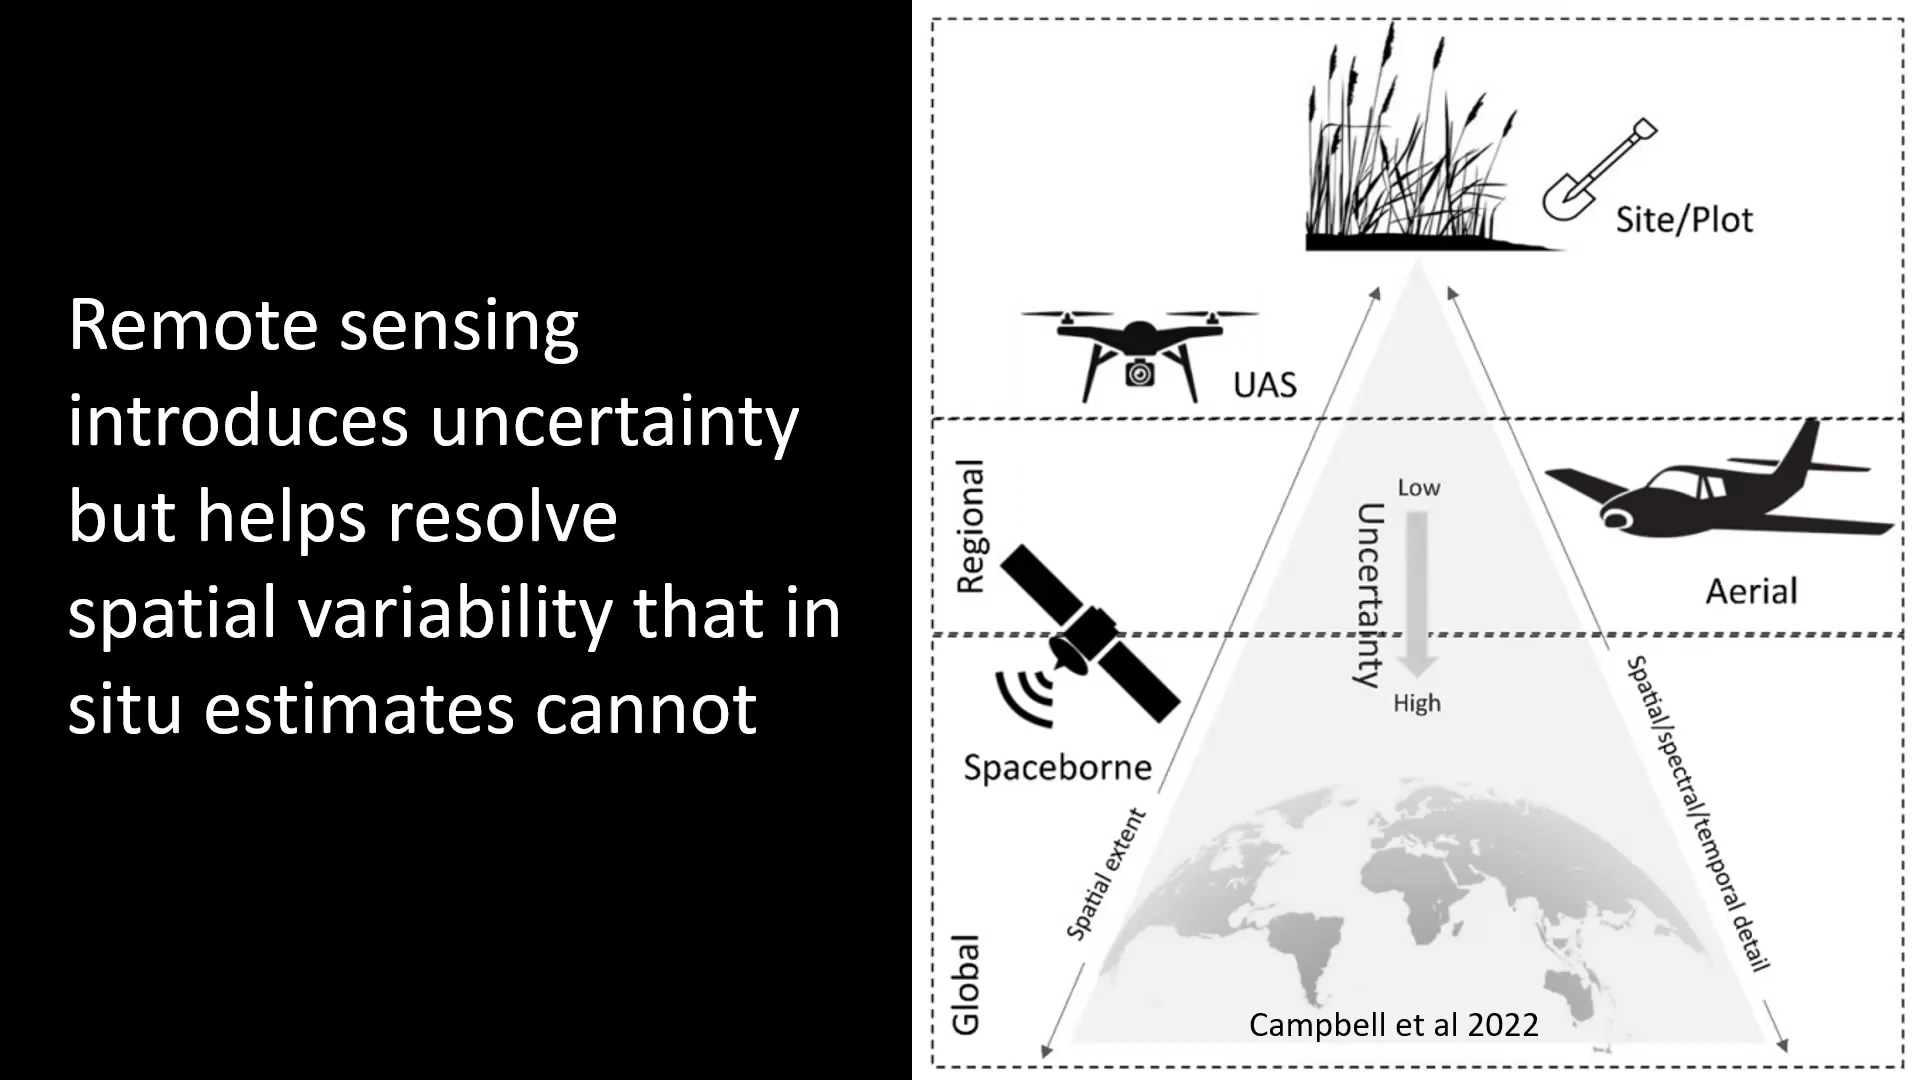 Remote sensing
introduces uncertainty
but helps resolve
spatial variability that in
situ estimates cannot
Site/Plot
UAS
Regional
Low
Uncertainty
High
Aerial
Spaceborne
Spatial extent
Spatial/spectral/temporal detail
Global
Campbell et al 2022